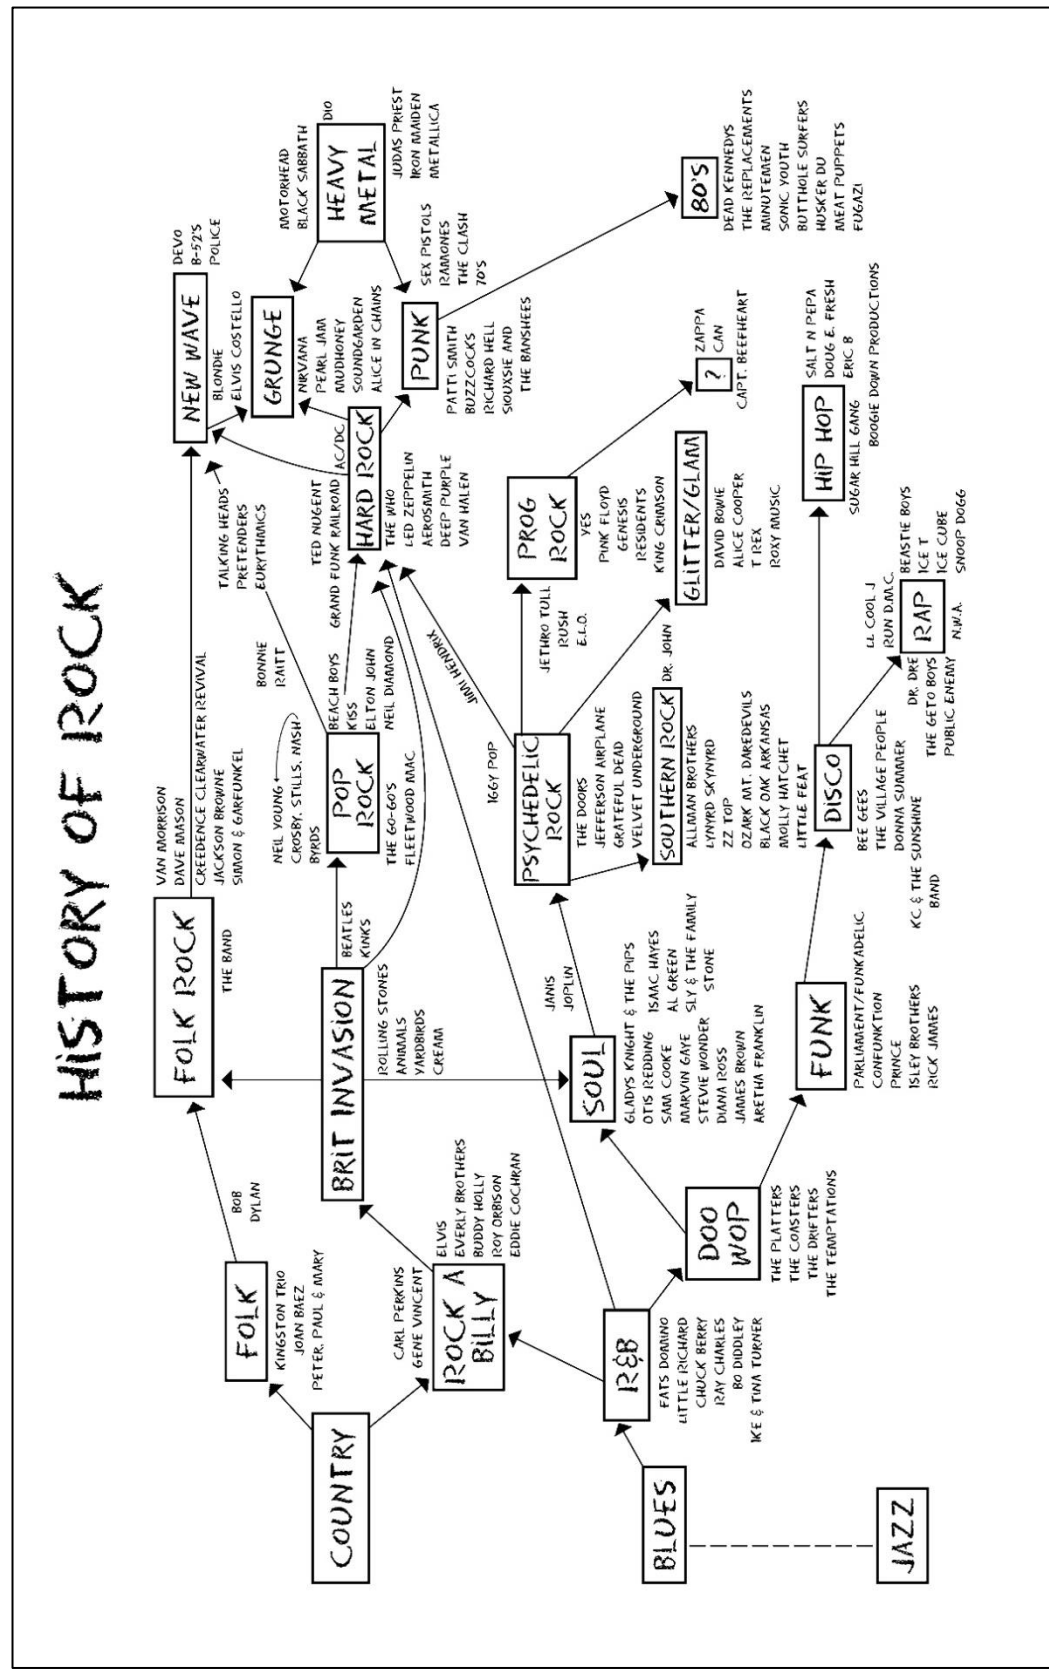 HISTORY OF ROCK
COUNTRY
FOLK
KINGSTON TRIO
JOAN BAEZ
PETER, PAUL & MARY
BOB
DYLAN
FOLK ROCK
THE BAND
VAN MORRISON
DAVE MASON
CREEDENCE CLEARWATER REVIVAL
JACKSON BROWNE
SIMON & GARFUNKEL
CARL PERKINS
GENE VINCENT
ROCK A
BILLY
ELVIS
EVERLY BROTHERS
BUDDY HOLLY
ROY ORBISON
EDDIE COCHRAN
BRIT INVASION
ROLLING STONES
ANIMALS
YARDBIRDS
CREAM
BEATLES
KINKS
NEIL YOUNG
CROSBY, STILLS, NASH
BYRDS
POP
ROCK
THE GO-GO'S
FLEETWOOD MAC
BONNIE
RAITT
BEACH BOYS
KISS
ELTON JOHN
NEIL DIAMOND
TALKING HEADS
PRETENDERS
EURYTHMICS
NEW WAVE
DEVO
B-52'S
POLICE
BLONDIE
ELVIS COSTELLO
GRUNGE
NIRVANA
PEARL JAM
MUDHONEY
SOUNDGARDEN
ALICE IN CHAINS
TED NUGENT
GRAND FUNK RAILROAD
AC/DC
HARD ROCK
THE WHO
LED ZEPPELIN
AEROSMITH
DEEP PURPLE
VAN HALEN
MOTORHEAD
BLACK SABBATH
DIO
HEAVY
METAL
JUDAS PRIEST
IRON MAIDEN
METALLICA
PUNK
SEX PISTOLS
RAMONES
THE CLASH
70'S
PATTI SMITH
BUZZCOCKS
RICHARD HELL
SIOUXSIE AND
THE BANSHEES
80'S
DEAD KENNEDYS
THE REPLACEMENTS
MINUTEMEN
SONIC YOUTH
BUTTHOLE SURFERS
HUSKER DU
MEAT PUPPETS
FUGAZI
BLUES
JAZZ
R&B
FATS DOMINO
LITTLE RICHARD
CHUCK BERRY
RAY CHARLES
BO DIDDLEY
IKE & TINA TURNER
DOO
WOP
THE PLATTERS
THE COASTERS
THE DRIFTERS
THE TEMPTATIONS
SOUL
GLADYS KNIGHT & THE PIPS
OTIS REDDING
SAM COOKE
MARVIN GAYE
STEVIE WONDER
DIANA ROSS
JAMES BROWN
ARETHA FRANKLIN
ISAAC HAYES
AL GREEN
SLY & THE FAMILY
STONE
JANIS
JOPLIN
IGGY POP
JIMI HENDRIX
PSYCHEDELIC
ROCK
THE DOORS
JEFFERSON AIRPLANE
GRATEFUL DEAD
VELVET UNDERGROUND
SOUTHERN ROCK
DR. JOHN
ALLMAN BROTHERS
LYNYRD SKYNYRD
ZZ TOP
OZARK MT. DAREDEVILS
BLACK OAK ARKANSAS
MOLLY HATCHET
LITTLE FEAT
JETHRO TULL
RUSH
E.L.O.
PROG
ROCK
YES
PINK FLOYD
GENESIS
RESIDENTS
KING CRIMSON
GLITTER/GLAM
DAVID BOWIE
ALICE COOPER
T REX
ROXY MUSIC
?
ZAPPA
CAN
CAPT. BEEFHEART
FUNK
PARLIAMENT/FUNKADELIC
CONFUNKTION
PRINCE
ISLEY BROTHERS
RICK JAMES
DISCO
BEE GEES
THE VILLAGE PEOPLE
DONNA SUMMER
KC & THE SUNSHINE
BAND
HIP HOP
SALT N PEPA
DOUG E. FRESH
ERIC B
SUGAR HILL GANG
BOOGIE DOWN PRODUCTIONS
LL COOL J
RUN D.M.C.
RAP
DR. DRE
THE GETO BOYS
PUBLIC ENEMY
N.W.A.
BEASTIE BOYS
ICE T
ICE CUBE
SNOOP DOGG